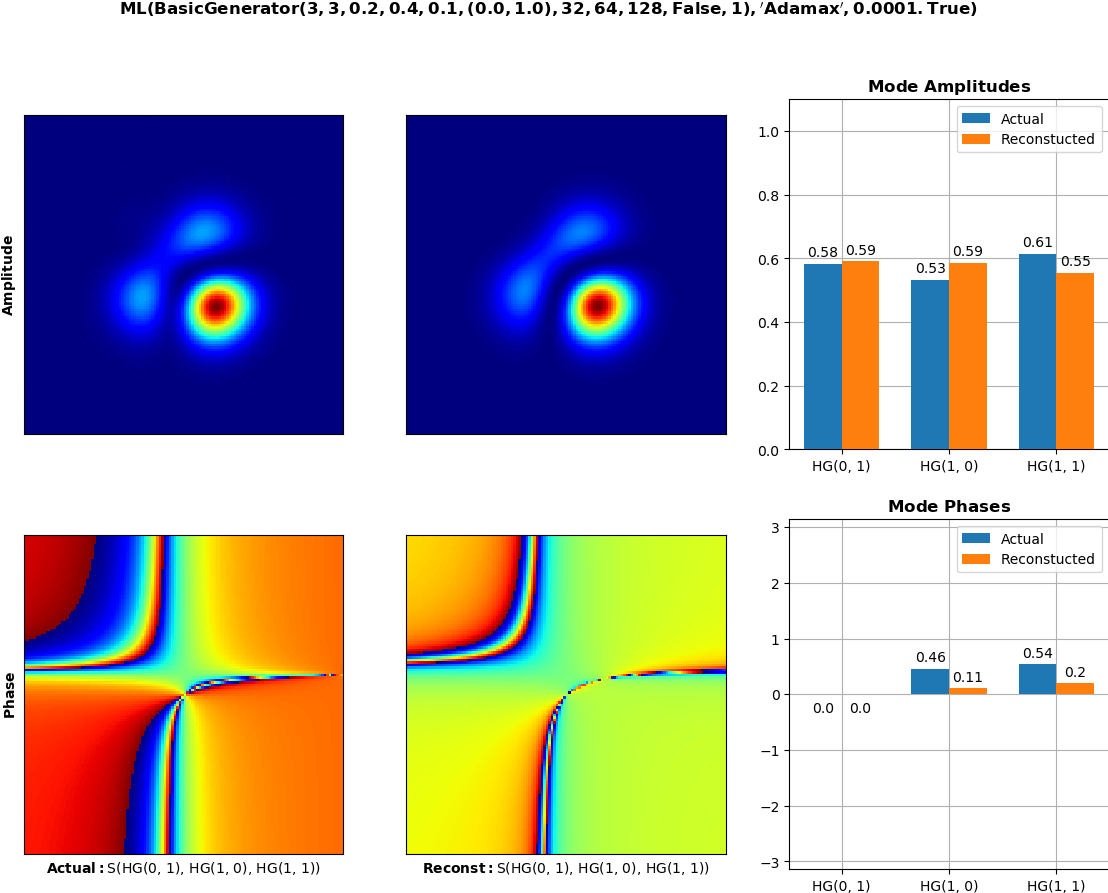 ML(BasicGenerator(3, 3, 0.2, 0.4, 0.1, (0.0, 1.0), 32, 64, 128, False, 1), ′Adamax′, 0.0001. True)
Amplitude
Mode Amplitudes
Actual
Reconstucted
1.0
0.8
0.6
0.4
0.2
0.0
0.58
0.59
0.53
0.59
0.61
0.55
HG(0, 1)
HG(1, 0)
HG(1, 1)
Phase
Actual: S(HG(0, 1), HG(1, 0), HG(1, 1))
Reconst: S(HG(0, 1), HG(1, 0), HG(1, 1))
Mode Phases
Actual
Reconstucted
3
2
1
0
−1
−2
−3
0.0
0.0
0.46
0.11
0.54
0.2
HG(0, 1)
HG(1, 0)
HG(1, 1)